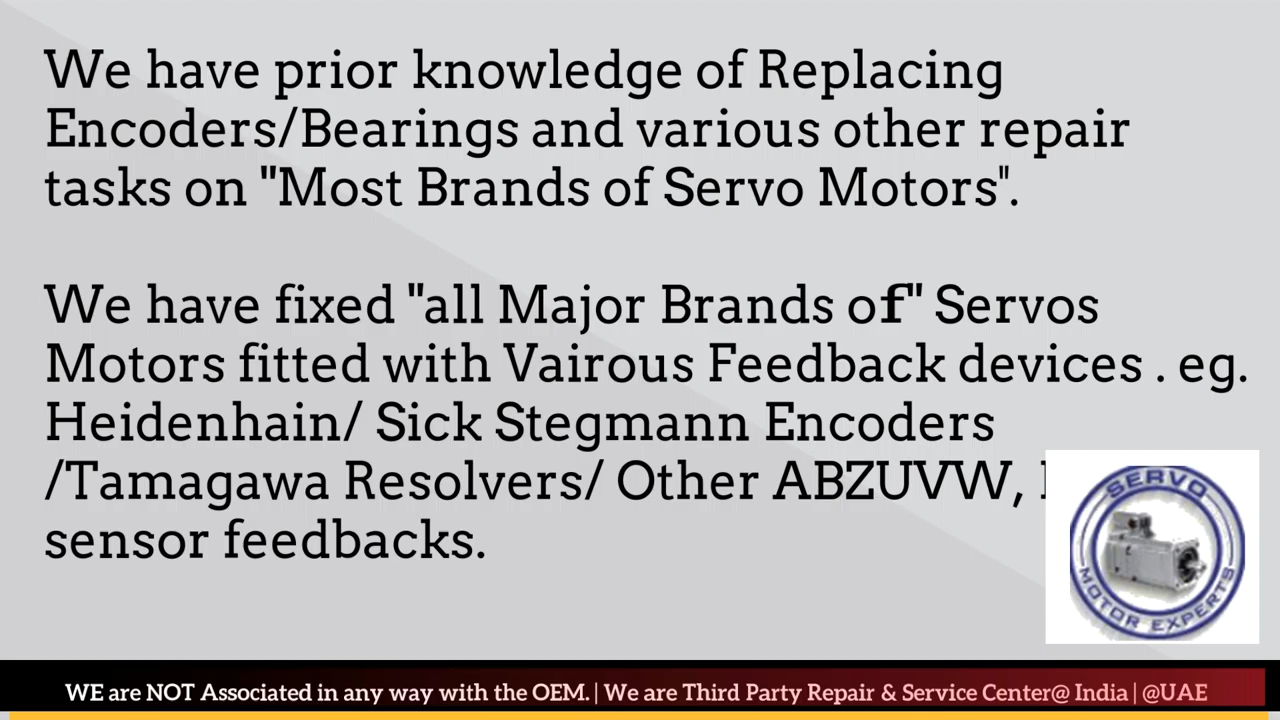 We have prior knowledge of Replacing
Encoders/Bearings and various other repair
tasks on "Most Brands of Servo Motors".
We have fixed "all Major Brands of" Servos
Motors fitted with Vairous Feedback devices . eg.
Heidenhain/ Sick Stegmann Encoders
/Tamagawa Resolvers/ Other ABZUVW,
sensor feedbacks.
SERVO
MOTOR EXPERTS
WE are NOT Associated in any way with the OEM. | We are Third Party Repair & Service Center@ India | @UAE